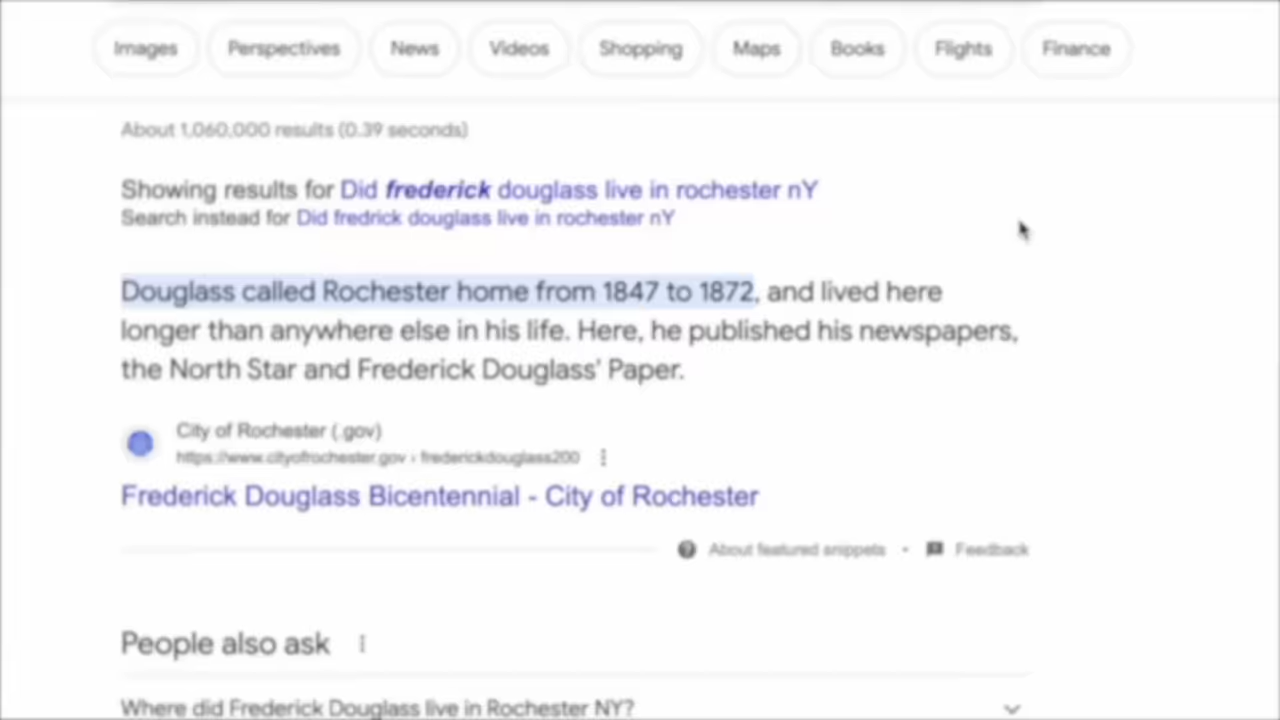 Images Perspectives News Videos Shopping Maps Books Flights Finance
About 1,060,000 results (0.39 seconds)
Showing results for Did frederick douglass live in rochester nY
Search instead for Did fredrick douglass live in rochester nY
Douglass called Rochester home from 1847 to 1872, and lived here
longer than anywhere else in his life. Here, he published his newspapers,
the North Star and Frederick Douglass' Paper.
City of Rochester (.gov)
https://www.cityofrochester.gov › frederickdouglass200
Frederick Douglass Bicentennial - City of Rochester
About featured snippets • Feedback
People also ask
Where did Frederick Douglass live in Rochester NY?